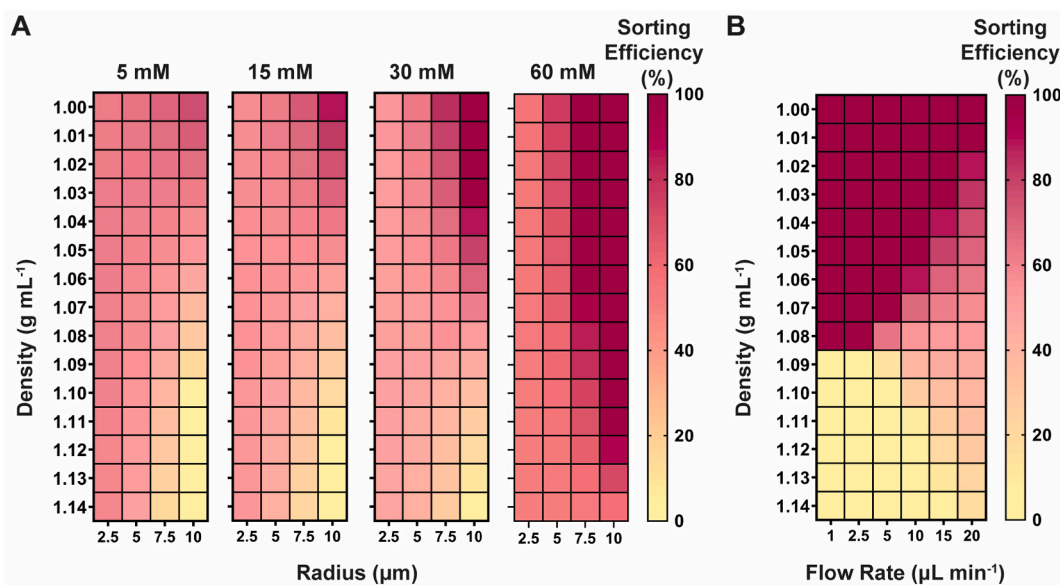 A
5 mM
15 mM
30 mM
60 mM
Sorting
Efficiency
(%)
Density (g mL⁻¹)
1.00
1.01
1.02
1.03
1.04
1.05
1.06
1.07
1.08
1.09
1.10
1.11
1.12
1.13
1.14
2.5 5 7.5 10
2.5 5 7.5 10
2.5 5 7.5 10
2.5 5 7.5 10
Radius (µm)
100
80
60
40
20
0
B
Sorting
Efficiency
(%)
Density (g mL⁻¹)
1.00
1.01
1.02
1.03
1.04
1.05
1.06
1.07
1.08
1.09
1.10
1.11
1.12
1.13
1.14
1 2.5 5 10 15 20
Flow Rate (µL min⁻¹)
100
80
60
40
20
0